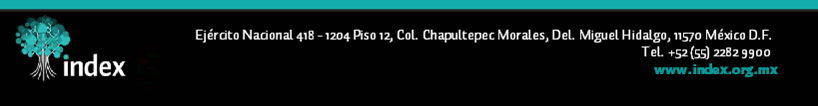 index
Ejército Nacional 418 - 1204 Piso 12, Col. Chapultepec Morales, Del. Miguel Hidalgo, 11570 México D.F.
Tel. +52 (55) 2282 9900
www.index.org.mx